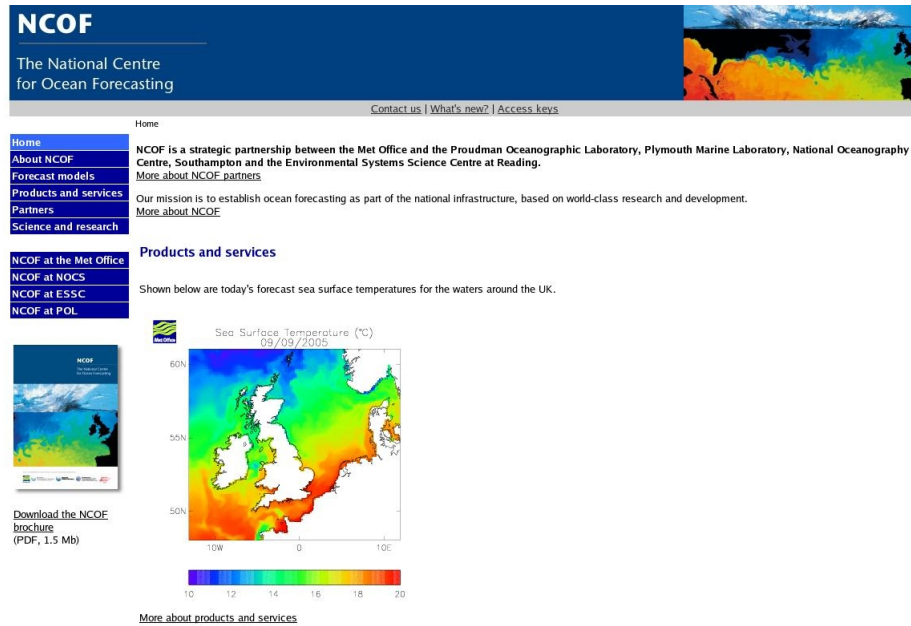 NCOF
The National Centre
for Ocean Forecasting
Contact us | What's new? | Access keys
Home
Home
About NCOF
Forecast models
Products and services
Partners
Science and research
NCOF at the Met Office
NCOF at NOCS
NCOF at ESSC
NCOF at POL
NCOF
Download the NCOF
brochure
(PDF, 1.5 Mb)
NCOF is a strategic partnership between the Met Office and the Proudman Oceanographic Laboratory, Plymouth Marine Laboratory, National Oceanography
Centre, Southampton and the Environmental Systems Science Centre at Reading.
More about NCOF partners
Our mission is to establish ocean forecasting as part of the national infrastructure, based on world-class research and development.
More about NCOF
Products and services
Shown below are today's forecast sea surface temperatures for the waters around the UK.
Met Office
Sea Surface Temperature (°C)
09/09/2005
60N
55N
50N
10W 0 10E
10 12 14 16 18 20
More about products and services